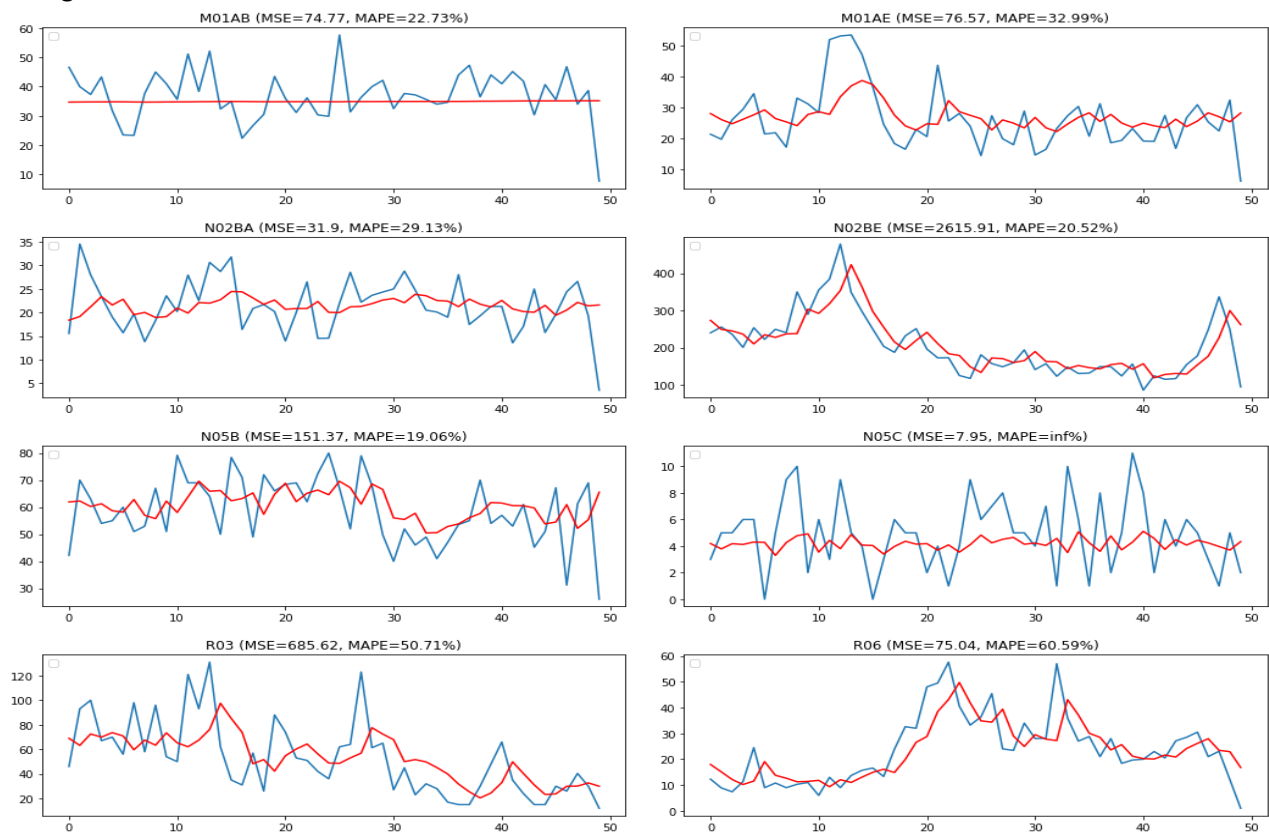 M01AB (MSE=74.77, MAPE=22.73%)
60
50
40
30
20
10
0 10 20 30 40 50
M01AE (MSE=76.57, MAPE=32.99%)
50
40
30
20
10
0 10 20 30 40 50
N02BA (MSE=31.9, MAPE=29.13%)
35
30
25
20
15
10
5
0 10 20 30 40 50
N02BE (MSE=2615.91, MAPE=20.52%)
400
300
200
100
0 10 20 30 40 50
N05B (MSE=151.37, MAPE=19.06%)
80
70
60
50
40
30
0 10 20 30 40 50
N05C (MSE=7.95, MAPE=inf%)
10
8
6
4
2
0
0 10 20 30 40 50
R03 (MSE=685.62, MAPE=50.71%)
120
100
80
60
40
20
0 10 20 30 40 50
R06 (MSE=75.04, MAPE=60.59%)
60
50
40
30
20
10
0
0 10 20 30 40 50